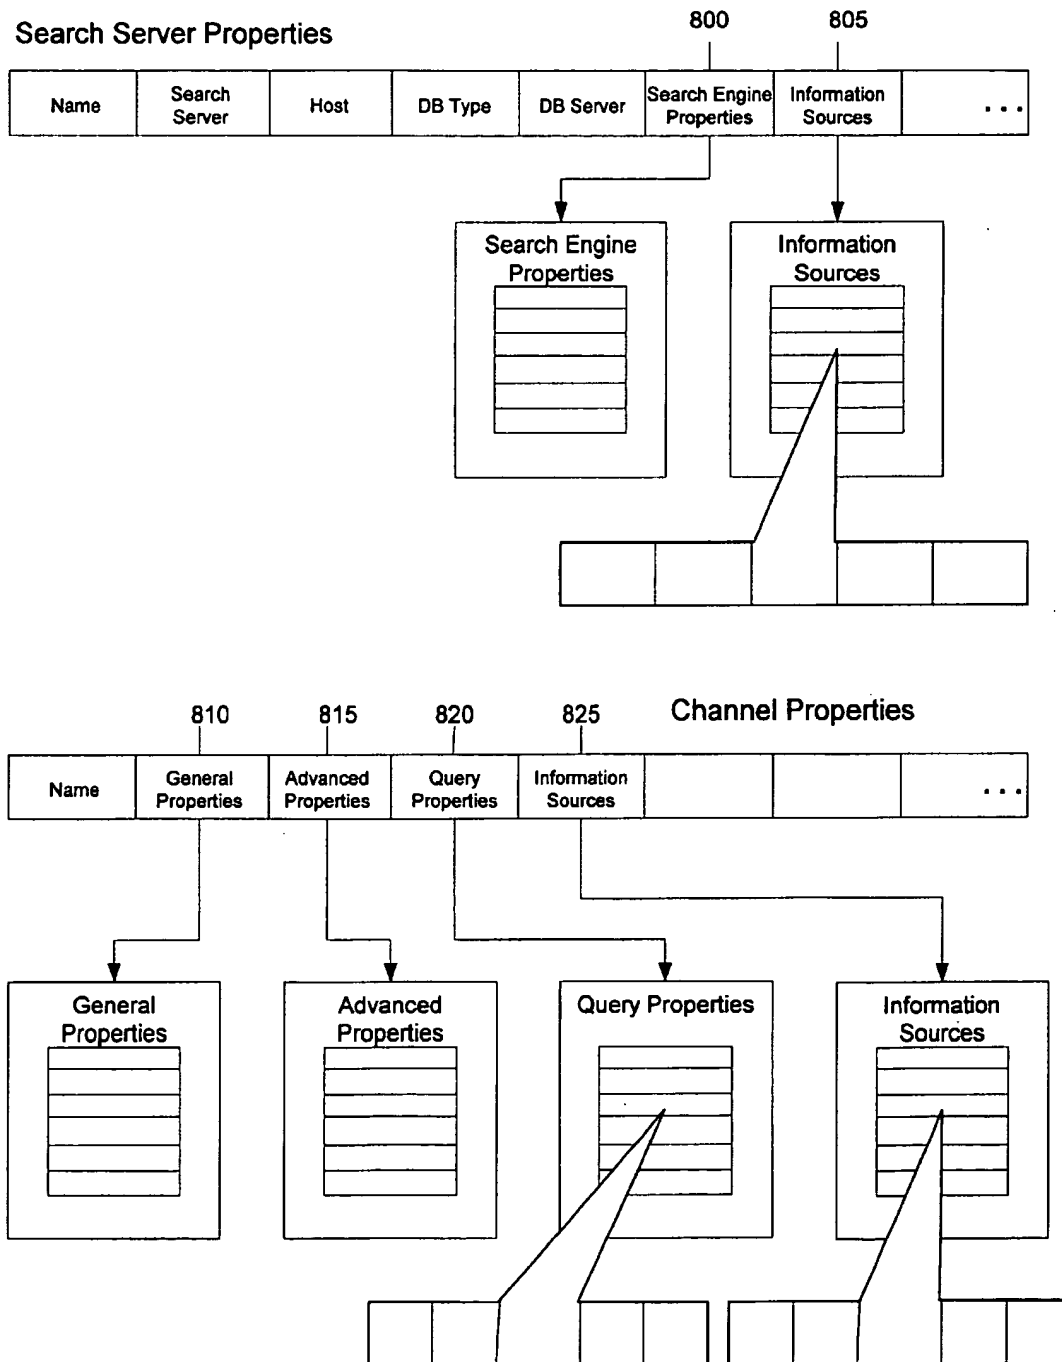 800 805
Search Server Properties
Name
Search
Server
Host
DB Type
DB Server
Search Engine
Properties
Information
Sources
...
Search Engine
Properties
Information
Sources
810 815 820 825
Channel Properties
Name
General
Properties
Advanced
Properties
Query
Properties
Information
Sources
...
General
Properties
Advanced
Properties
Query Properties
Information
Sources